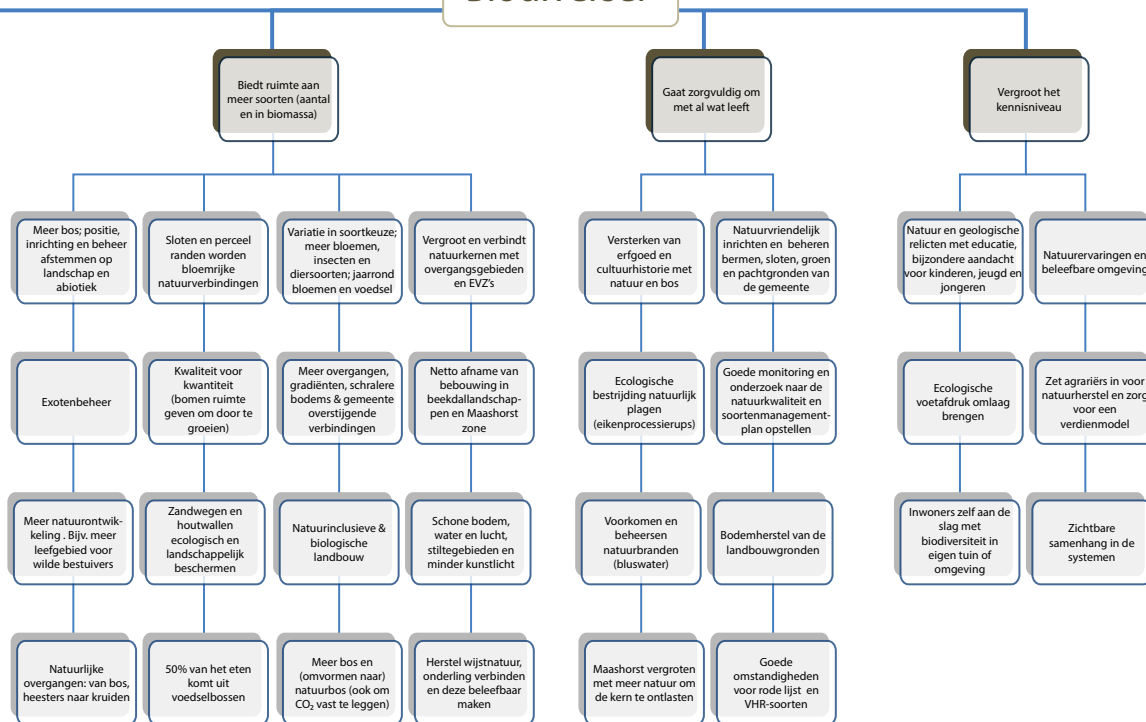 Biedt ruimte aan
meer soorten (aantal
en in biomassa)
Gaat zorgvuldig om
met al wat leeft
Vergroot het
kennisniveau
Meer bos; positie,
inrichting en beheer
afstemmen op
landschap en
abiotiek
Sloten en perceel
randen worden
bloemrijke
natuurverbindingen
Variatie in soortkeuze;
meer bloemen,
insecten en
diersoorten; jaarrond
bloemen en voedsel
Vergroot en verbindt
natuurkernen met
overgangsgebieden
en EVZ's
Versterken van
erfgoed en
cultuurhistorie met
natuur en bos
Natuurvriendelijk
inrichten en beheren
bermen, sloten, groen
en pachtgronden van
de gemeente
Natuur en geologische
relicten met educatie,
bijzondere aandacht
voor kinderen, jeugd en
jongeren
Natuurervaringen en
beleefbare omgeving
Exotenbeheer
Kwaliteit voor
kwantiteit
(bomen ruimte
geven om door te
groeien)
Meer overgangen,
gradiënten, schralere
bodems & gemeente
overstijgende
verbindingen
Netto afname van
bebouwing in
beekdallandschap-
pen en Maashorst
zone
Ecologische
bestrijding natuurlijk
plagen
(eikenprocessierups)
Goede monitoring en
onderzoek naar de
natuurkwaliteit en
soortenmanagement-
plan opstellen
Ecologische
voetafdruk omlaag
brengen
Zet agrariërs in voor
natuurherstel en zorg
voor een
verdienmodel
Meer natuurontwik-
keling . Bijv. meer
leefgebied voor
wilde bestuivers
Zandwegen en
houtwallen
ecologisch en
landschappelijk
beschermen
Natuurinclusieve &
biologische
landbouw
Schone bodem,
water en lucht,
stiltegebieden en
minder kunstlicht
Voorkomen en
beheersen
natuurbranden
(bluswater)
Bodemherstel van de
landbouwgronden
Inwoners zelf aan de
slag met
biodiversiteit in
eigen tuin of
omgeving
Zichtbare
samenhang in de
systemen
Natuurlijke
overgangen: van bos,
heesters naar kruiden
50% van het eten
komt uit
voedselbossen
Meer bos en
(omvormen naar)
natuurbos (ook om
CO₂ vast te leggen)
Herstel wijstnatuur,
onderling verbinden
en deze beleefbaar
maken
Maashorst vergroten
met meer natuur om
de kern te ontlasten
Goede
omstandigheden
voor rode lijst en
VHR-soorten